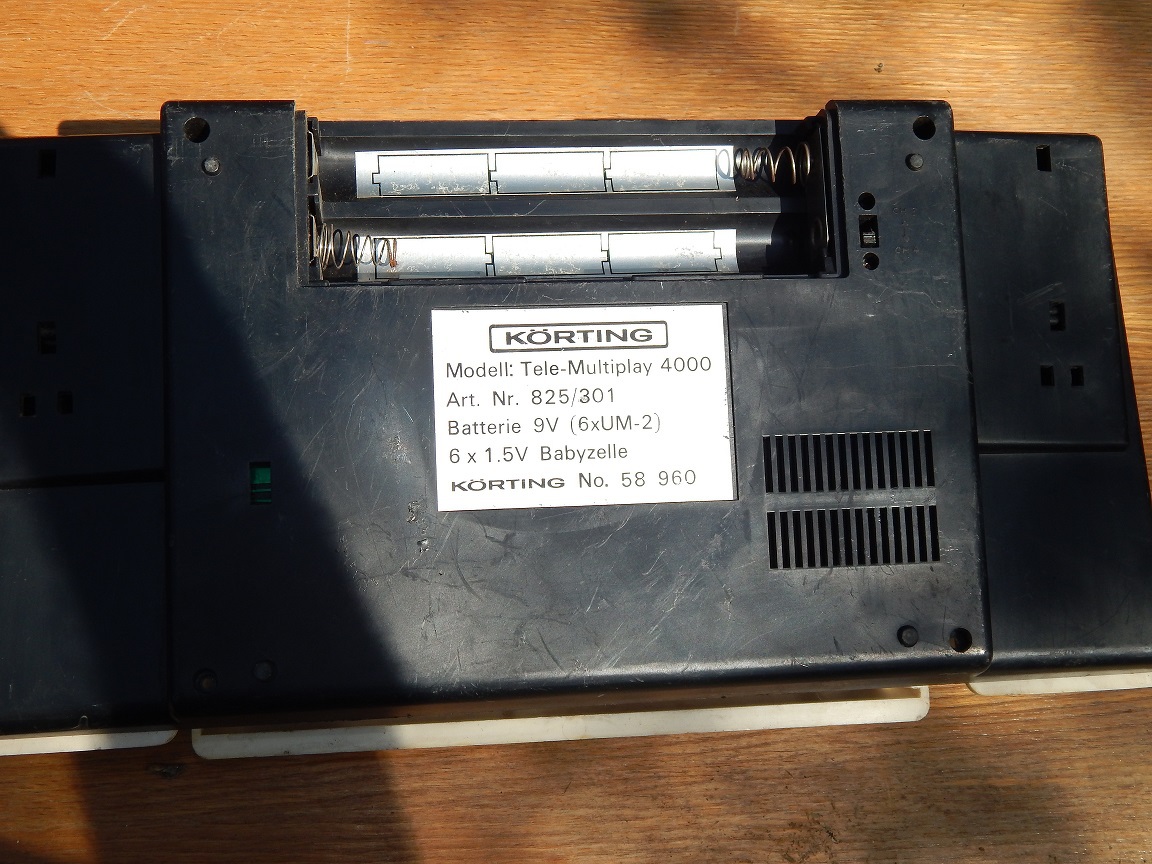 KÖRTING
Modell: Tele-Multiplay 4000
Art. Nr. 825/301
Batterie 9V (6xUM-2)
6 x 1.5V Babyzelle
KÖRTING No. 58 960